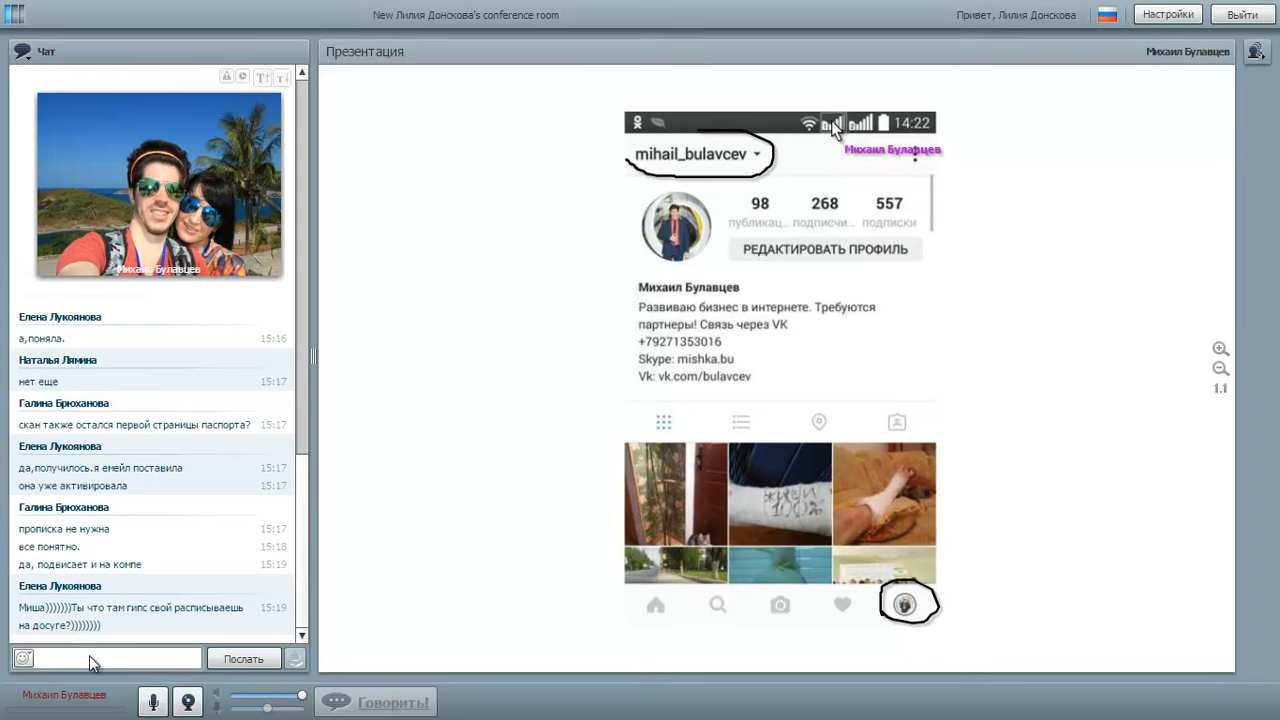 New Лилия Донскова's conference room
Привет, Лилия Донскова
Настройки
Выйти
Чат
Михаил Булавцев
Елена Лукоянова
а,поняла. 15:16
Наталья Лямина
нет еще 15:17
Галина Брюханова
скан также остался первой страницы паспорта? 15:17
Елена Лукоянова
да,получилось.я емейл поставила 15:17
она уже активировала 15:17
Галина Брюханова
прописка не нужна 15:17
все понятно. 15:18
да, подвисает и на компе 15:19
Елена Лукоянова
Миша)))))))Ты что там гипс свой расписываешь 15:19
на досуге?))))))))
Послать
Михаил Булавцев
Говорить!
Презентация
Михаил Булавцев
14:22
mihail_bulavcev
Михаил Булавцев
98 268 557
публикац... подписчи... подписки
РЕДАКТИРОВАТЬ ПРОФИЛЬ
Михаил Булавцев
Развиваю бизнес в интернете. Требуются
партнеры! Связь через VK
+79271353016
Skype: mishka.bu
Vk: vk.com/bulavcev
живи
100%
1.1